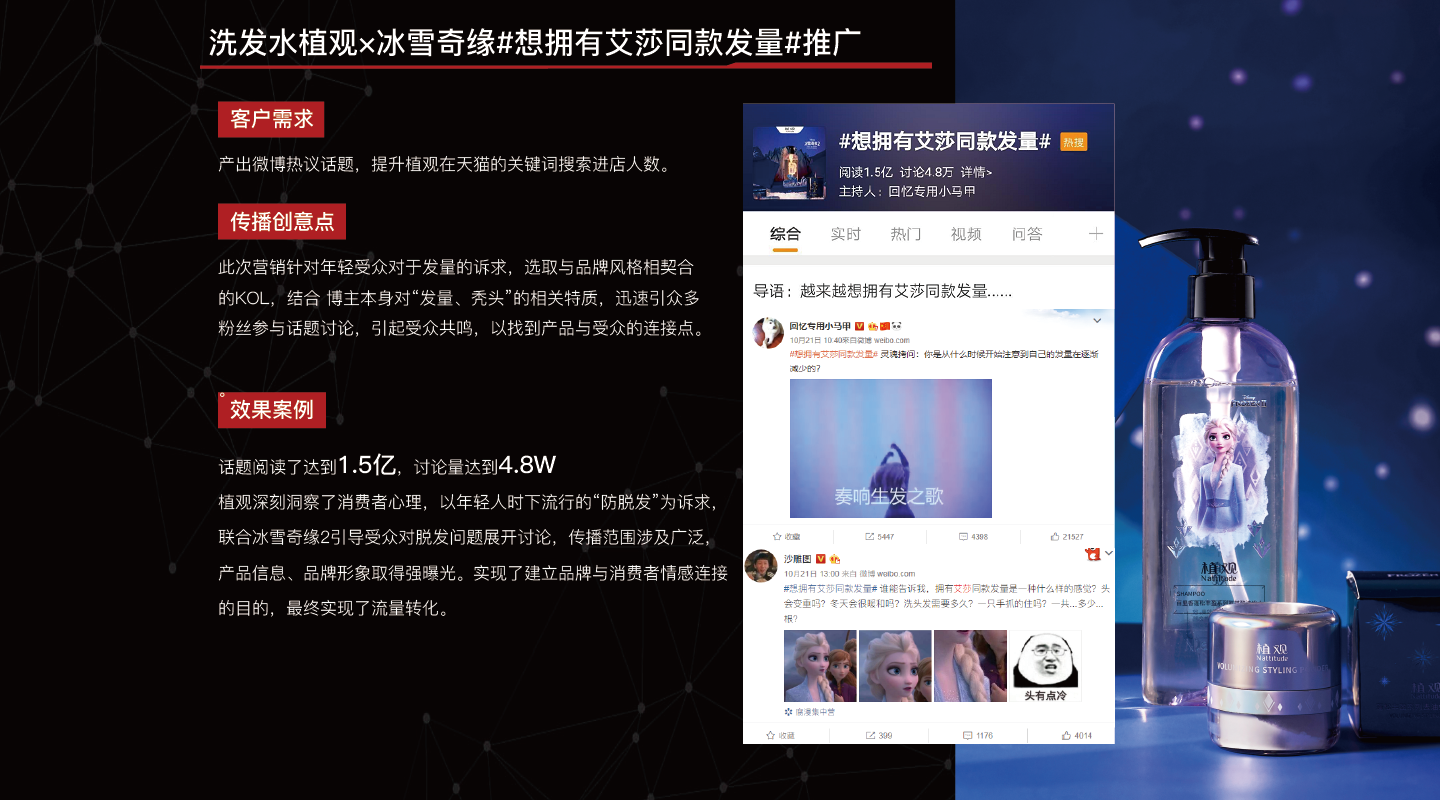 洗发水植观×冰雪奇缘#想拥有艾莎同款发量#推广
客户需求
产出微博热议话题，提升植观在天猫的关键词搜索进店人数。
传播创意点
此次营销针对年轻受众对于发量的诉求，选取与品牌风格相契合
的KOL，结合 博主本身对“发量、秃头”的相关特质，迅速引众多
粉丝参与话题讨论，引起受众共鸣，以找到产品与受众的连接点。
效果案例
话题阅读了达到1.5亿，讨论量达到4.8W
植观深刻洞察了消费者心理，以年轻人时下流行的“防脱发”为诉求，
联合冰雪奇缘2引导受众对脱发问题展开讨论，传播范围涉及广泛，
产品信息、品牌形象取得强曝光。实现了建立品牌与消费者情感连接
的目的，最终实现了流量转化。
#想拥有艾莎同款发量# 热搜
阅读1.5亿 讨论4.8万 详情>
主持人：回忆专用小马甲
综合 实时 热门 视频 问答
导语：越来越想拥有艾莎同款发量......
回忆专用小马甲
10月21日 10:40来自微博 weibo.com
#想拥有艾莎同款发量# 灵魂拷问：你是从什么时候开始注意到自己的发量在逐渐
减少的？
奏响生发之歌
收藏 5447 4398 21527
沙雕图
10月21日 13:00 来自 微博 weibo.com
#想拥有艾莎同款发量# 谁能告诉我，拥有艾莎同款发量是一种什么样的感觉？头
会变重吗？冬天会很暖和吗？洗头发需要多久？一只手抓的住吗？一共...多少...
根？
头有点冷
收藏 399 1176 4014
Disney
FROZEN II
植观
Nattitude
SHAMPOO
植观
Nattitude
STYLING
FROZEN
植观